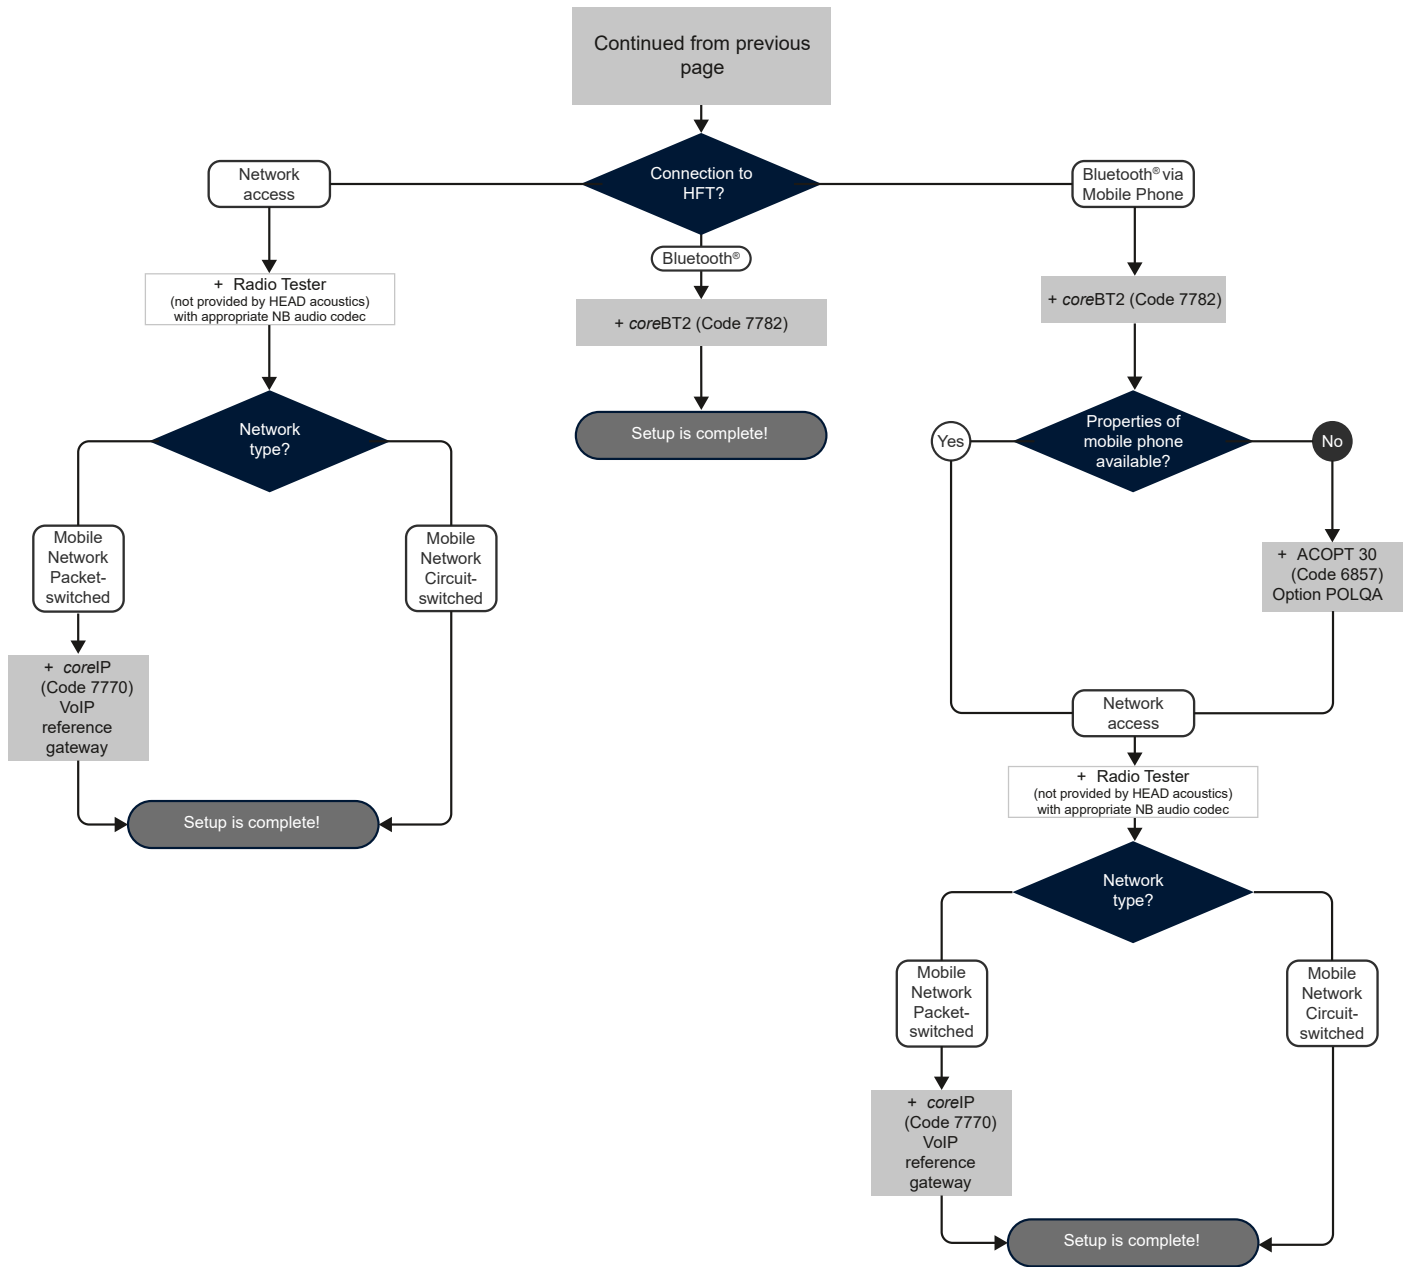 Continued from previous
page
Connection to
HFT?
Network
access
Bluetooth®
Bluetooth® via
Mobile Phone
+ Radio Tester
(not provided by HEAD acoustics)
with appropriate NB audio codec
+ coreBT2 (Code 7782)
+ coreBT2 (Code 7782)
Network
type?
Setup is complete!
Properties of
mobile phone
available?
Yes
No
Mobile
Network
Packet-
switched
Mobile
Network
Circuit-
switched
+ ACOPT 30
(Code 6857)
Option POLQA
+ coreIP
(Code 7770)
VoIP
reference
gateway
Setup is complete!
Network
access
+ Radio Tester
(not provided by HEAD acoustics)
with appropriate NB audio codec
Network
type?
Mobile
Network
Packet-
switched
Mobile
Network
Circuit-
switched
+ coreIP
(Code 7770)
VoIP
reference
gateway
Setup is complete!